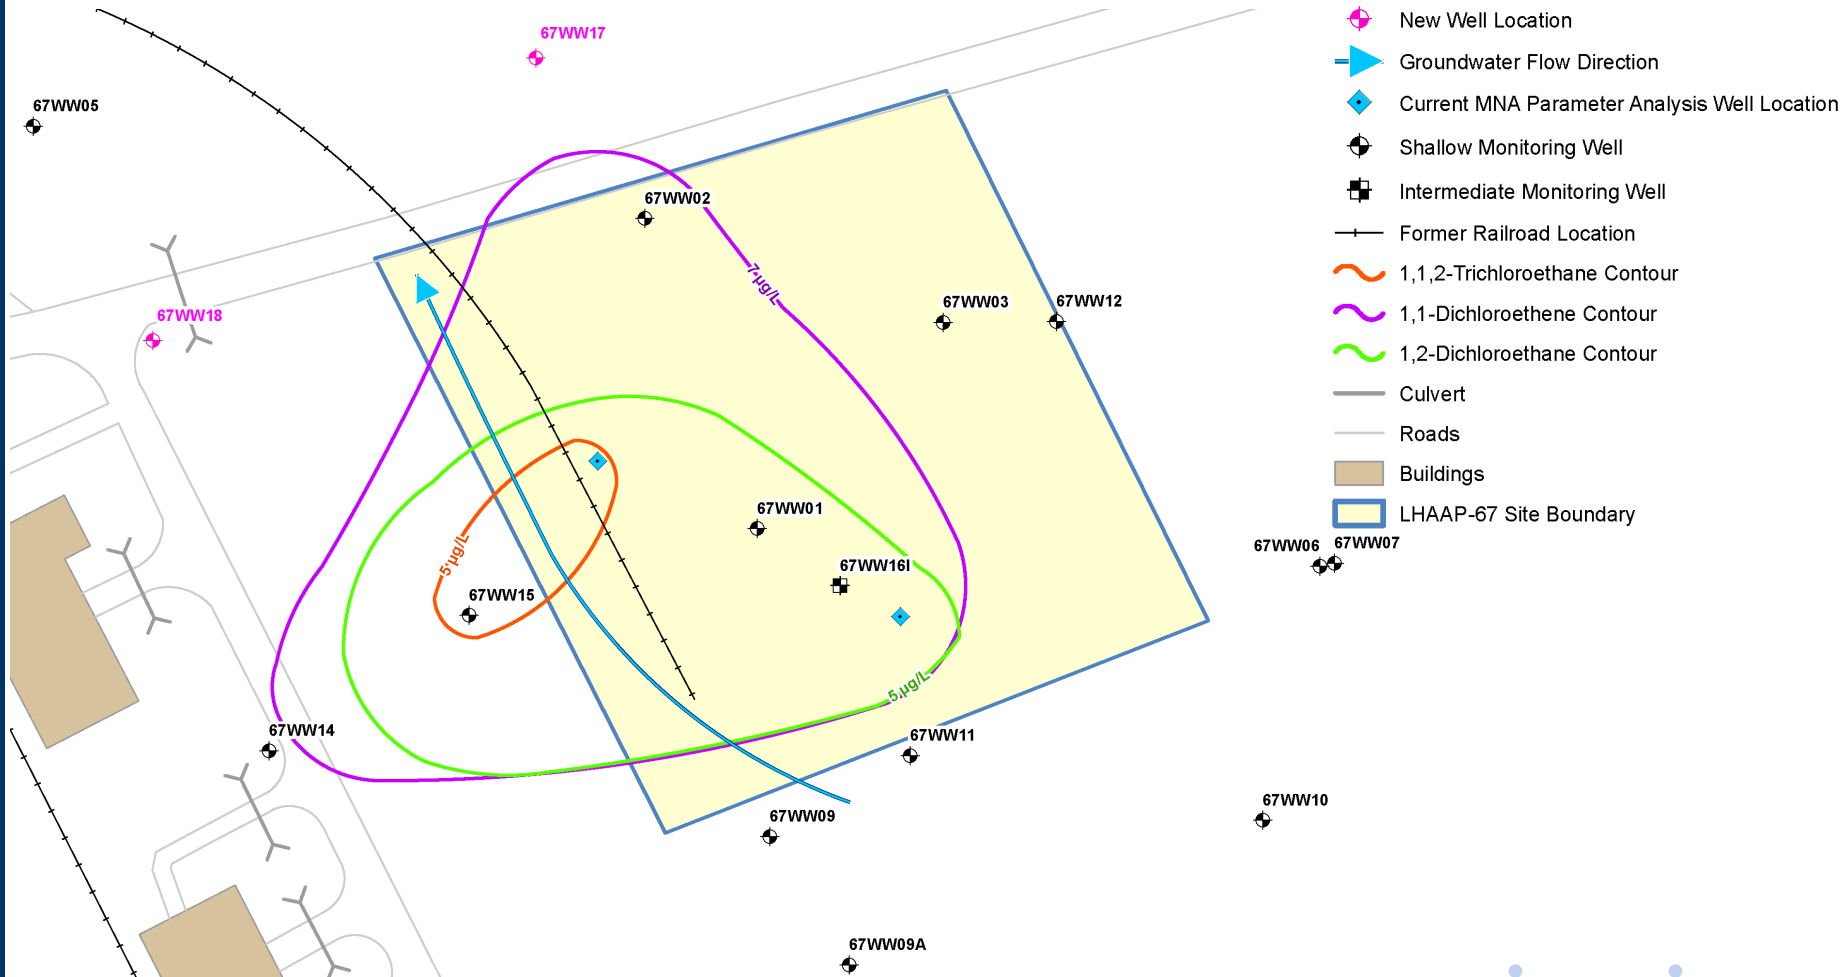 67WW17
67WW05
67WW02
7 µg/L
67WW03
67WW12
67WW18
67WW01
5 µg/L
67WW16I
67WW15
67WW06
67WW07
5 µg/L
67WW14
67WW11
67WW09
67WW10
67WW09A
New Well Location
Groundwater Flow Direction
Current MNA Parameter Analysis Well Location
Shallow Monitoring Well
Intermediate Monitoring Well
Former Railroad Location
1,1,2-Trichloroethane Contour
1,1-Dichloroethene Contour
1,2-Dichloroethane Contour
Culvert
Roads
Buildings
LHAAP-67 Site Boundary